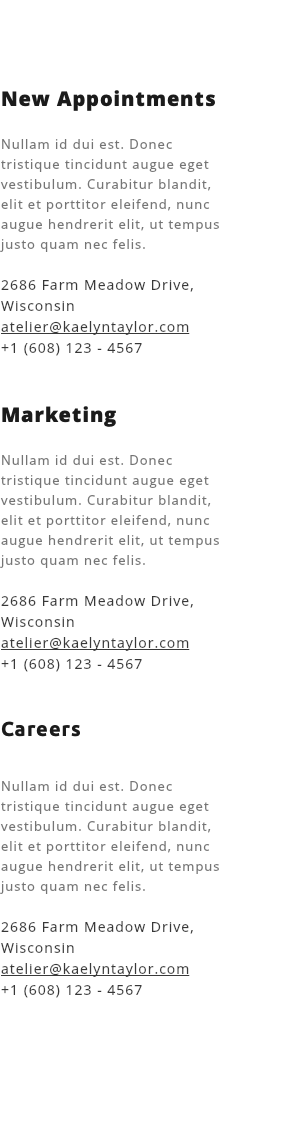 New Appointments
Nullam id dui est. Donec
tristique tincidunt augue eget
vestibulum. Curabitur blandit,
elit et porttitor eleifend, nunc
augue hendrerit elit, ut tempus
justo quam nec felis.
2686 Farm Meadow Drive,
Wisconsin
atelier@kaelyntaylor.com
+1 (608) 123 - 4567
Marketing
Nullam id dui est. Donec
tristique tincidunt augue eget
vestibulum. Curabitur blandit,
elit et porttitor eleifend, nunc
augue hendrerit elit, ut tempus
justo quam nec felis.
2686 Farm Meadow Drive,
Wisconsin
atelier@kaelyntaylor.com
+1 (608) 123 - 4567
Careers
Nullam id dui est. Donec
tristique tincidunt augue eget
vestibulum. Curabitur blandit,
elit et porttitor eleifend, nunc
augue hendrerit elit, ut tempus
justo quam nec felis.
2686 Farm Meadow Drive,
Wisconsin
atelier@kaelyntaylor.com
+1 (608) 123 - 4567